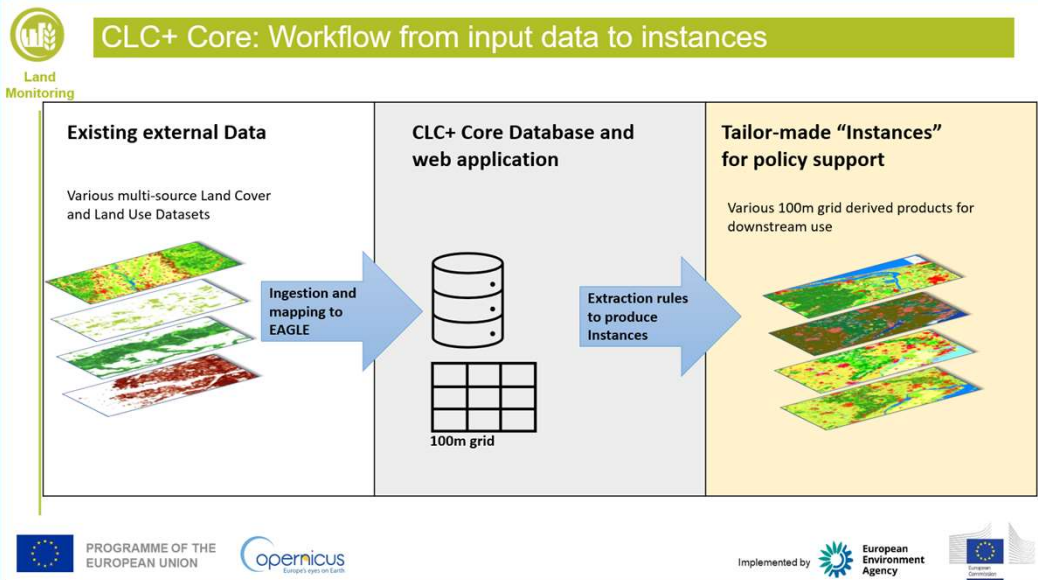 CLC+ Core: Workflow from input data to instances
Land
Monitoring
Existing external Data
Various multi-source Land Cover
and Land Use Datasets
Ingestion and
mapping to
EAGLE
CLC+ Core Database and
web application
100m grid
Extraction rules
to produce
Instances
Tailor-made “Instances”
for policy support
Various 100m grid derived products for
downstream use
PROGRAMME OF THE
EUROPEAN UNION
opernicus
Europe's eyes on Earth
Implemented by
European
Environment
Agency
European
Commission